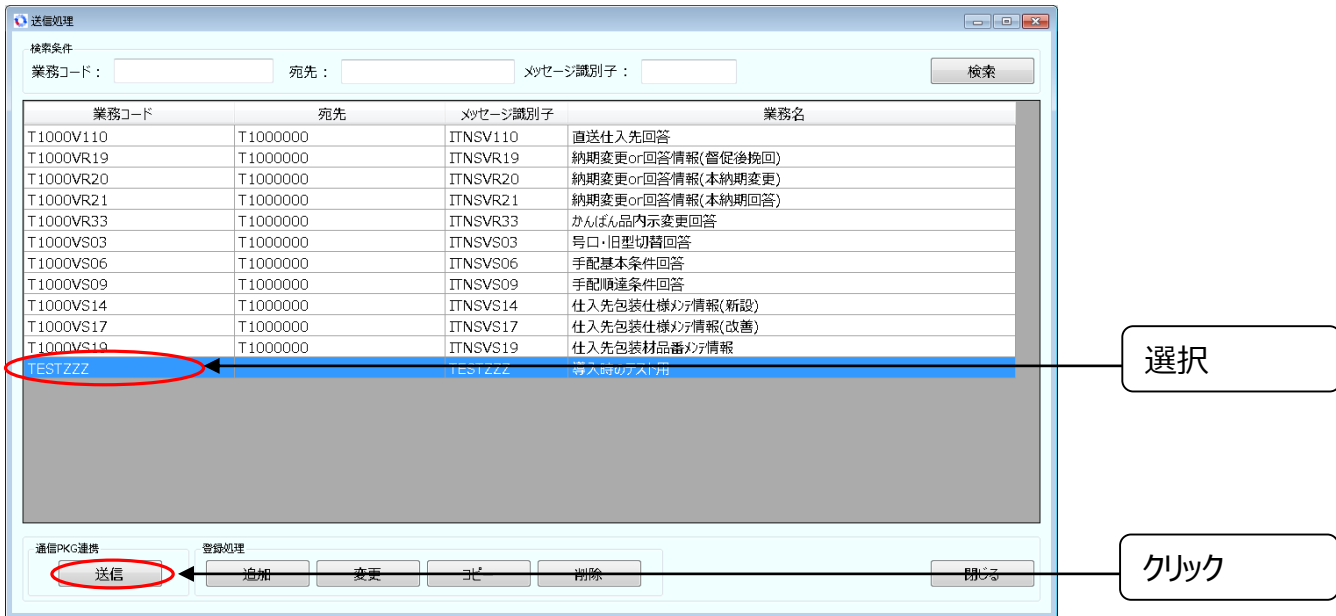 送信処理
検索条件
業務コード： 宛先： メッセージ識別子： 検索
業務コード 宛先 メッセージ識別子 業務名
T1000V110 T1000000 ITNSV110 直送仕入先回答
T1000VR19 T1000000 ITNSVR19 納期変更or回答情報(督促後挽回)
T1000VR20 T1000000 ITNSVR20 納期変更or回答情報(本納期変更)
T1000VR21 T1000000 ITNSVR21 納期変更or回答情報(本納期回答)
T1000VR33 T1000000 ITNSVR33 かんばん品内示変更回答
T1000VS03 T1000000 ITNSVS03 号口・旧型切替回答
T1000VS06 T1000000 ITNSVS06 手配基本条件回答
T1000VS09 T1000000 ITNSVS09 手配順達条件回答
T1000VS14 T1000000 ITNSVS14 仕入先包装仕様ﾒﾝﾃ情報(新設)
T1000VS17 T1000000 ITNSVS17 仕入先包装仕様ﾒﾝﾃ情報(改善)
T1000VS19 T1000000 ITNSVS19 仕入先包装材品番ﾒﾝﾃ情報
TESTZZZ TESTZZZ 導入時のテスト用
選択
通信PKG連携 登録処理
送信 追加 変更 コピー 削除 閉じる
クリック